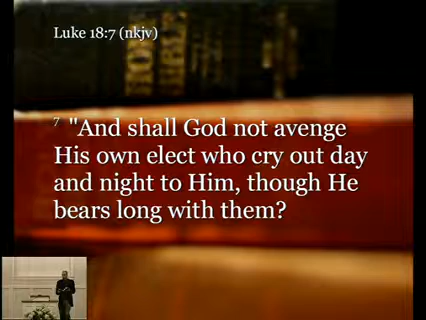 Luke 18:7 (nkjv)
7 "And shall God not avenge
His own elect who cry out day
and night to Him, though He
bears long with them?